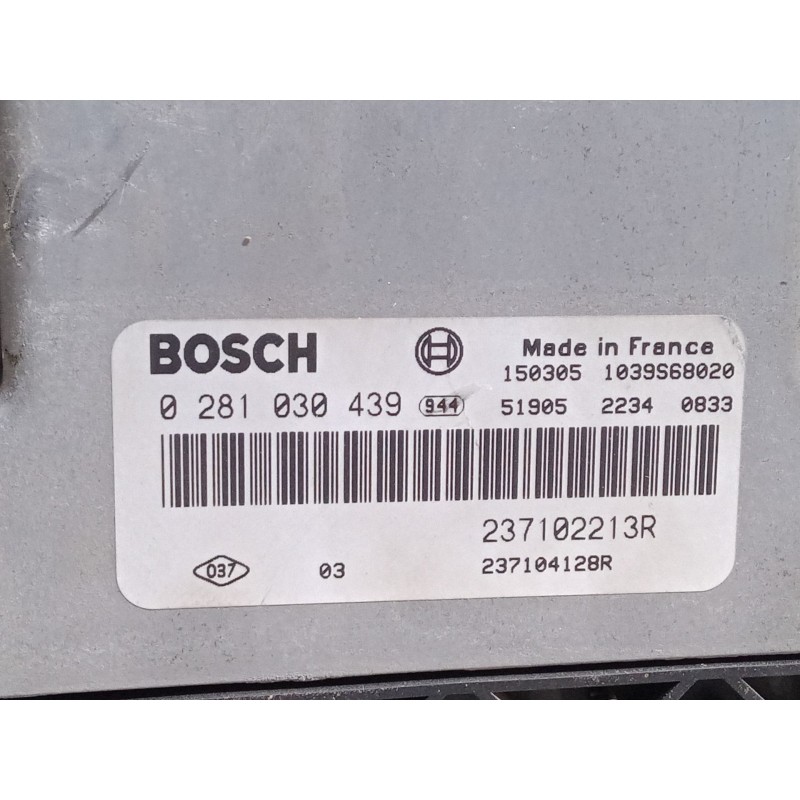 BOSCH
Made in France
150305 1039S68020
0 281 030 439 944 51905 2234 0833
237102213R
037 03 237104128R